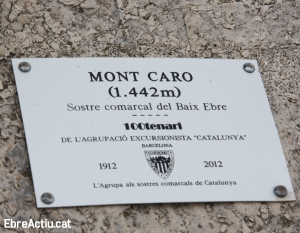 MONT CARO
(1.442m)
Sostre comarcal del Baix Ebre
-----
100tenari
DE L'AGRUPACIÓ EXCURSIONISTA "CATALUNYA"
BARCELONA
1912 2012
L'Agrupa als sostres comarcals de Catalunya
EbreActiu.cat